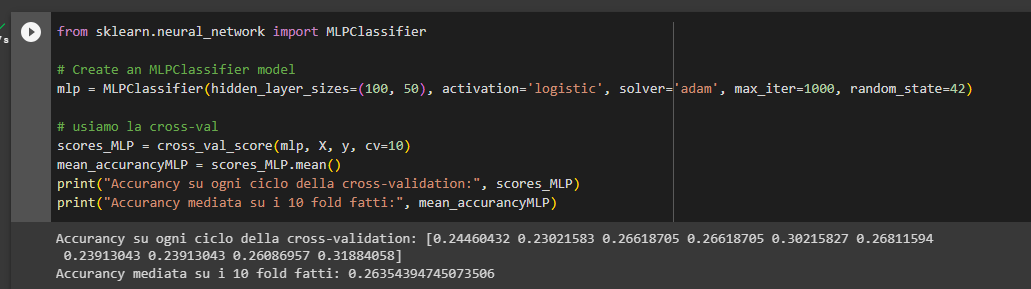 from sklearn.neural_network import MLPClassifier
# Create an MLPClassifier model
mlp = MLPClassifier(hidden_layer_sizes=(100, 50), activation='logistic', solver='adam', max_iter=1000, random_state=42)
# usiamo la cross-val
scores_MLP = cross_val_score(mlp, X, y, cv=10)
mean_accurancyMLP = scores_MLP.mean()
print("Accurancy su ogni ciclo della cross-validation:", scores_MLP)
print("Accurancy mediata su i 10 fold fatti:", mean_accurancyMLP)
Accurancy su ogni ciclo della cross-validation: [0.24460432 0.23021583 0.26618705 0.26618705 0.30215827 0.26811594
0.23913043 0.23913043 0.26086957 0.31884058]
Accurancy mediata su i 10 fold fatti: 0.26354394745073506